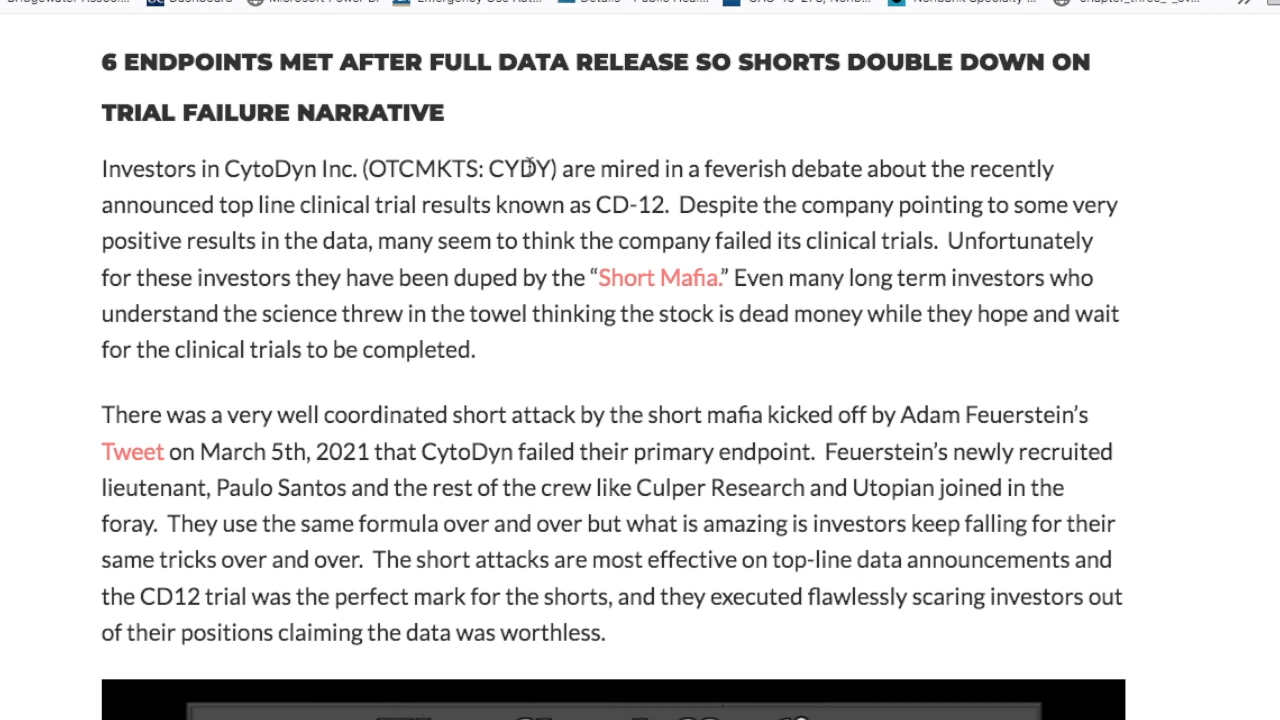 Dashboard
6 ENDPOINTS MET AFTER FULL DATA RELEASE SO SHORTS DOUBLE DOWN ON
TRIAL FAILURE NARRATIVE
Investors in CytoDyn Inc. (OTCMKTS: CYDY) are mired in a feverish debate about the recently
announced top line clinical trial results known as CD-12.  Despite the company pointing to some very
positive results in the data, many seem to think the company failed its clinical trials.  Unfortunately
for these investors they have been duped by the “Short Mafia.” Even many long term investors who
understand the science threw in the towel thinking the stock is dead money while they hope and wait
for the clinical trials to be completed.
There was a very well coordinated short attack by the short mafia kicked off by Adam Feuerstein’s
Tweet on March 5th, 2021 that CytoDyn failed their primary endpoint.  Feuerstein’s newly recruited
lieutenant, Paulo Santos and the rest of the crew like Culper Research and Utopian joined in the
foray.  They use the same formula over and over but what is amazing is investors keep falling for their
same tricks over and over.  The short attacks are most effective on top-line data announcements and
the CD12 trial was the perfect mark for the shorts, and they executed flawlessly scaring investors out
of their positions claiming the data was worthless.